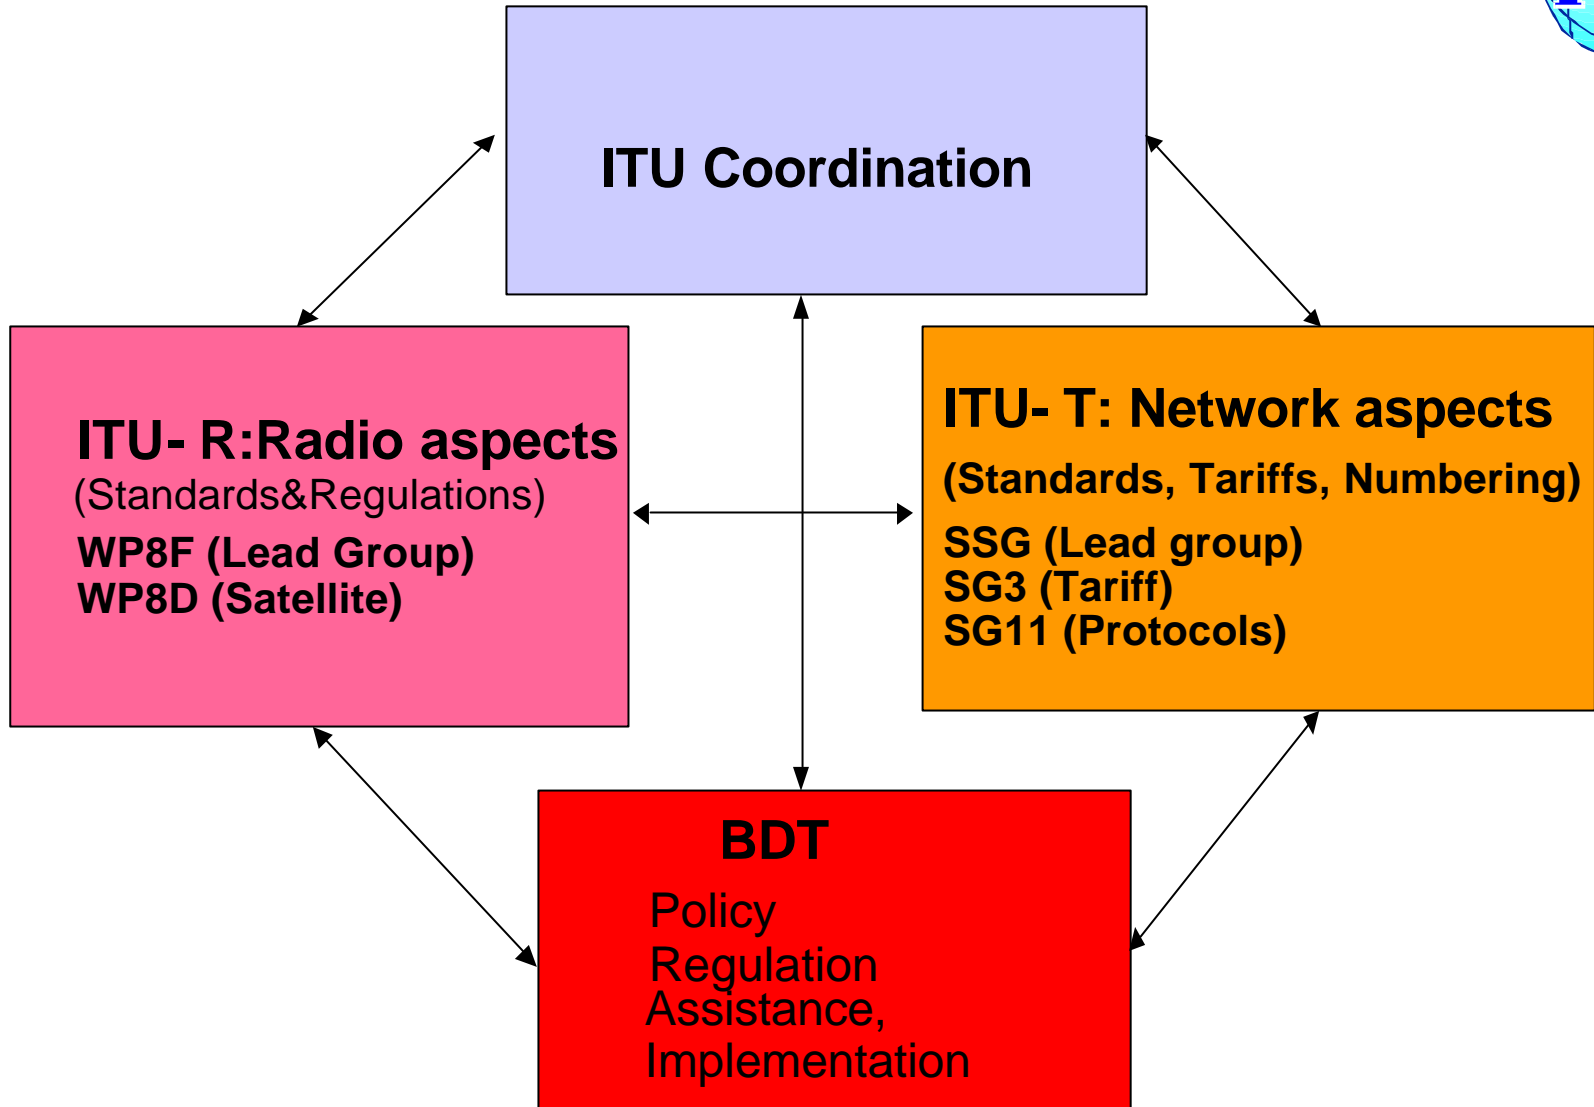 ITU Coordination
ITU- R:Radio aspects
(Standards&Regulations)
WP8F (Lead Group)
WP8D (Satellite)
ITU- T: Network aspects
(Standards, Tariffs, Numbering)
SSG (Lead group)
SG3 (Tariff)
SG11 (Protocols)
BDT
Policy
Regulation
Assistance,
Implementation